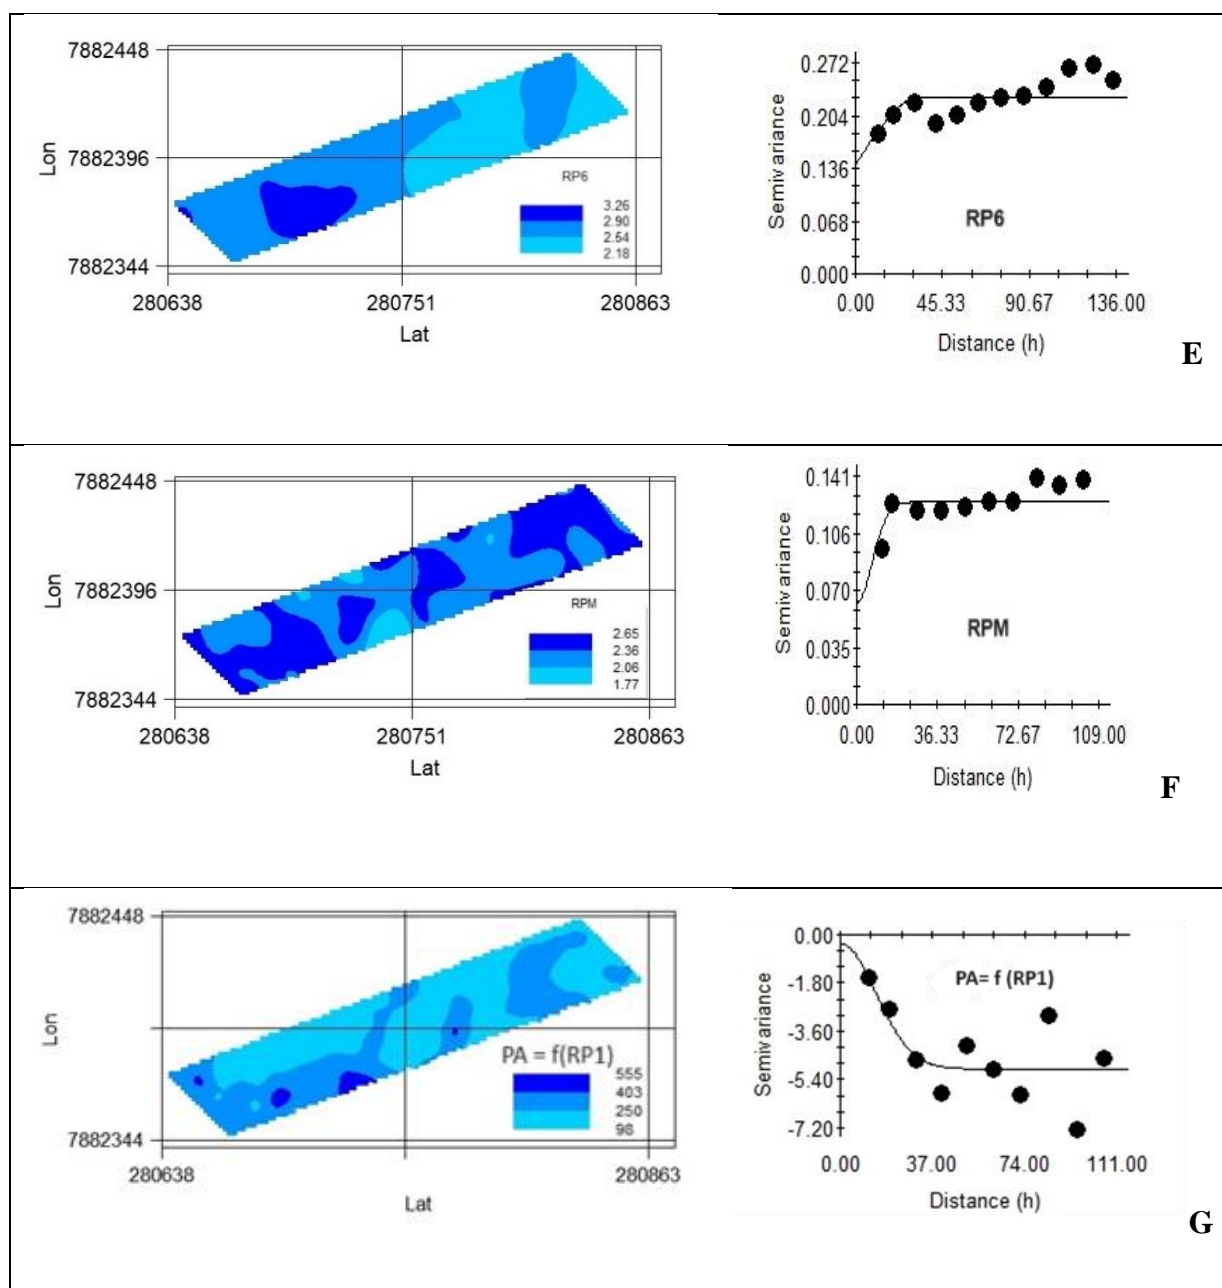 7882448
7882396
7882344
Lon
280638 280751 280863
Lat
RP6
3.26
2.90
2.54
2.18
0.272
0.204
0.136
0.068
0.000
Semivariance
RP6
0.00 45.33 90.67 136.00
Distance (h)
E
7882448
7882396
7882344
Lon
280638 280751 280863
Lat
RPM
2.65
2.36
2.06
1.77
0.141
0.106
0.070
0.035
0.000
Semivariance
RPM
0.00 36.33 72.67 109.00
Distance (h)
F
7882448
7882344
Lon
280638 280863
Lat
PA = f(RP1)
555
403
250
98
0.00
-1.80
-3.60
-5.40
-7.20
Semivariance
PA= f (RP1)
0.00 37.00 74.00 111.00
Distance (h)
G